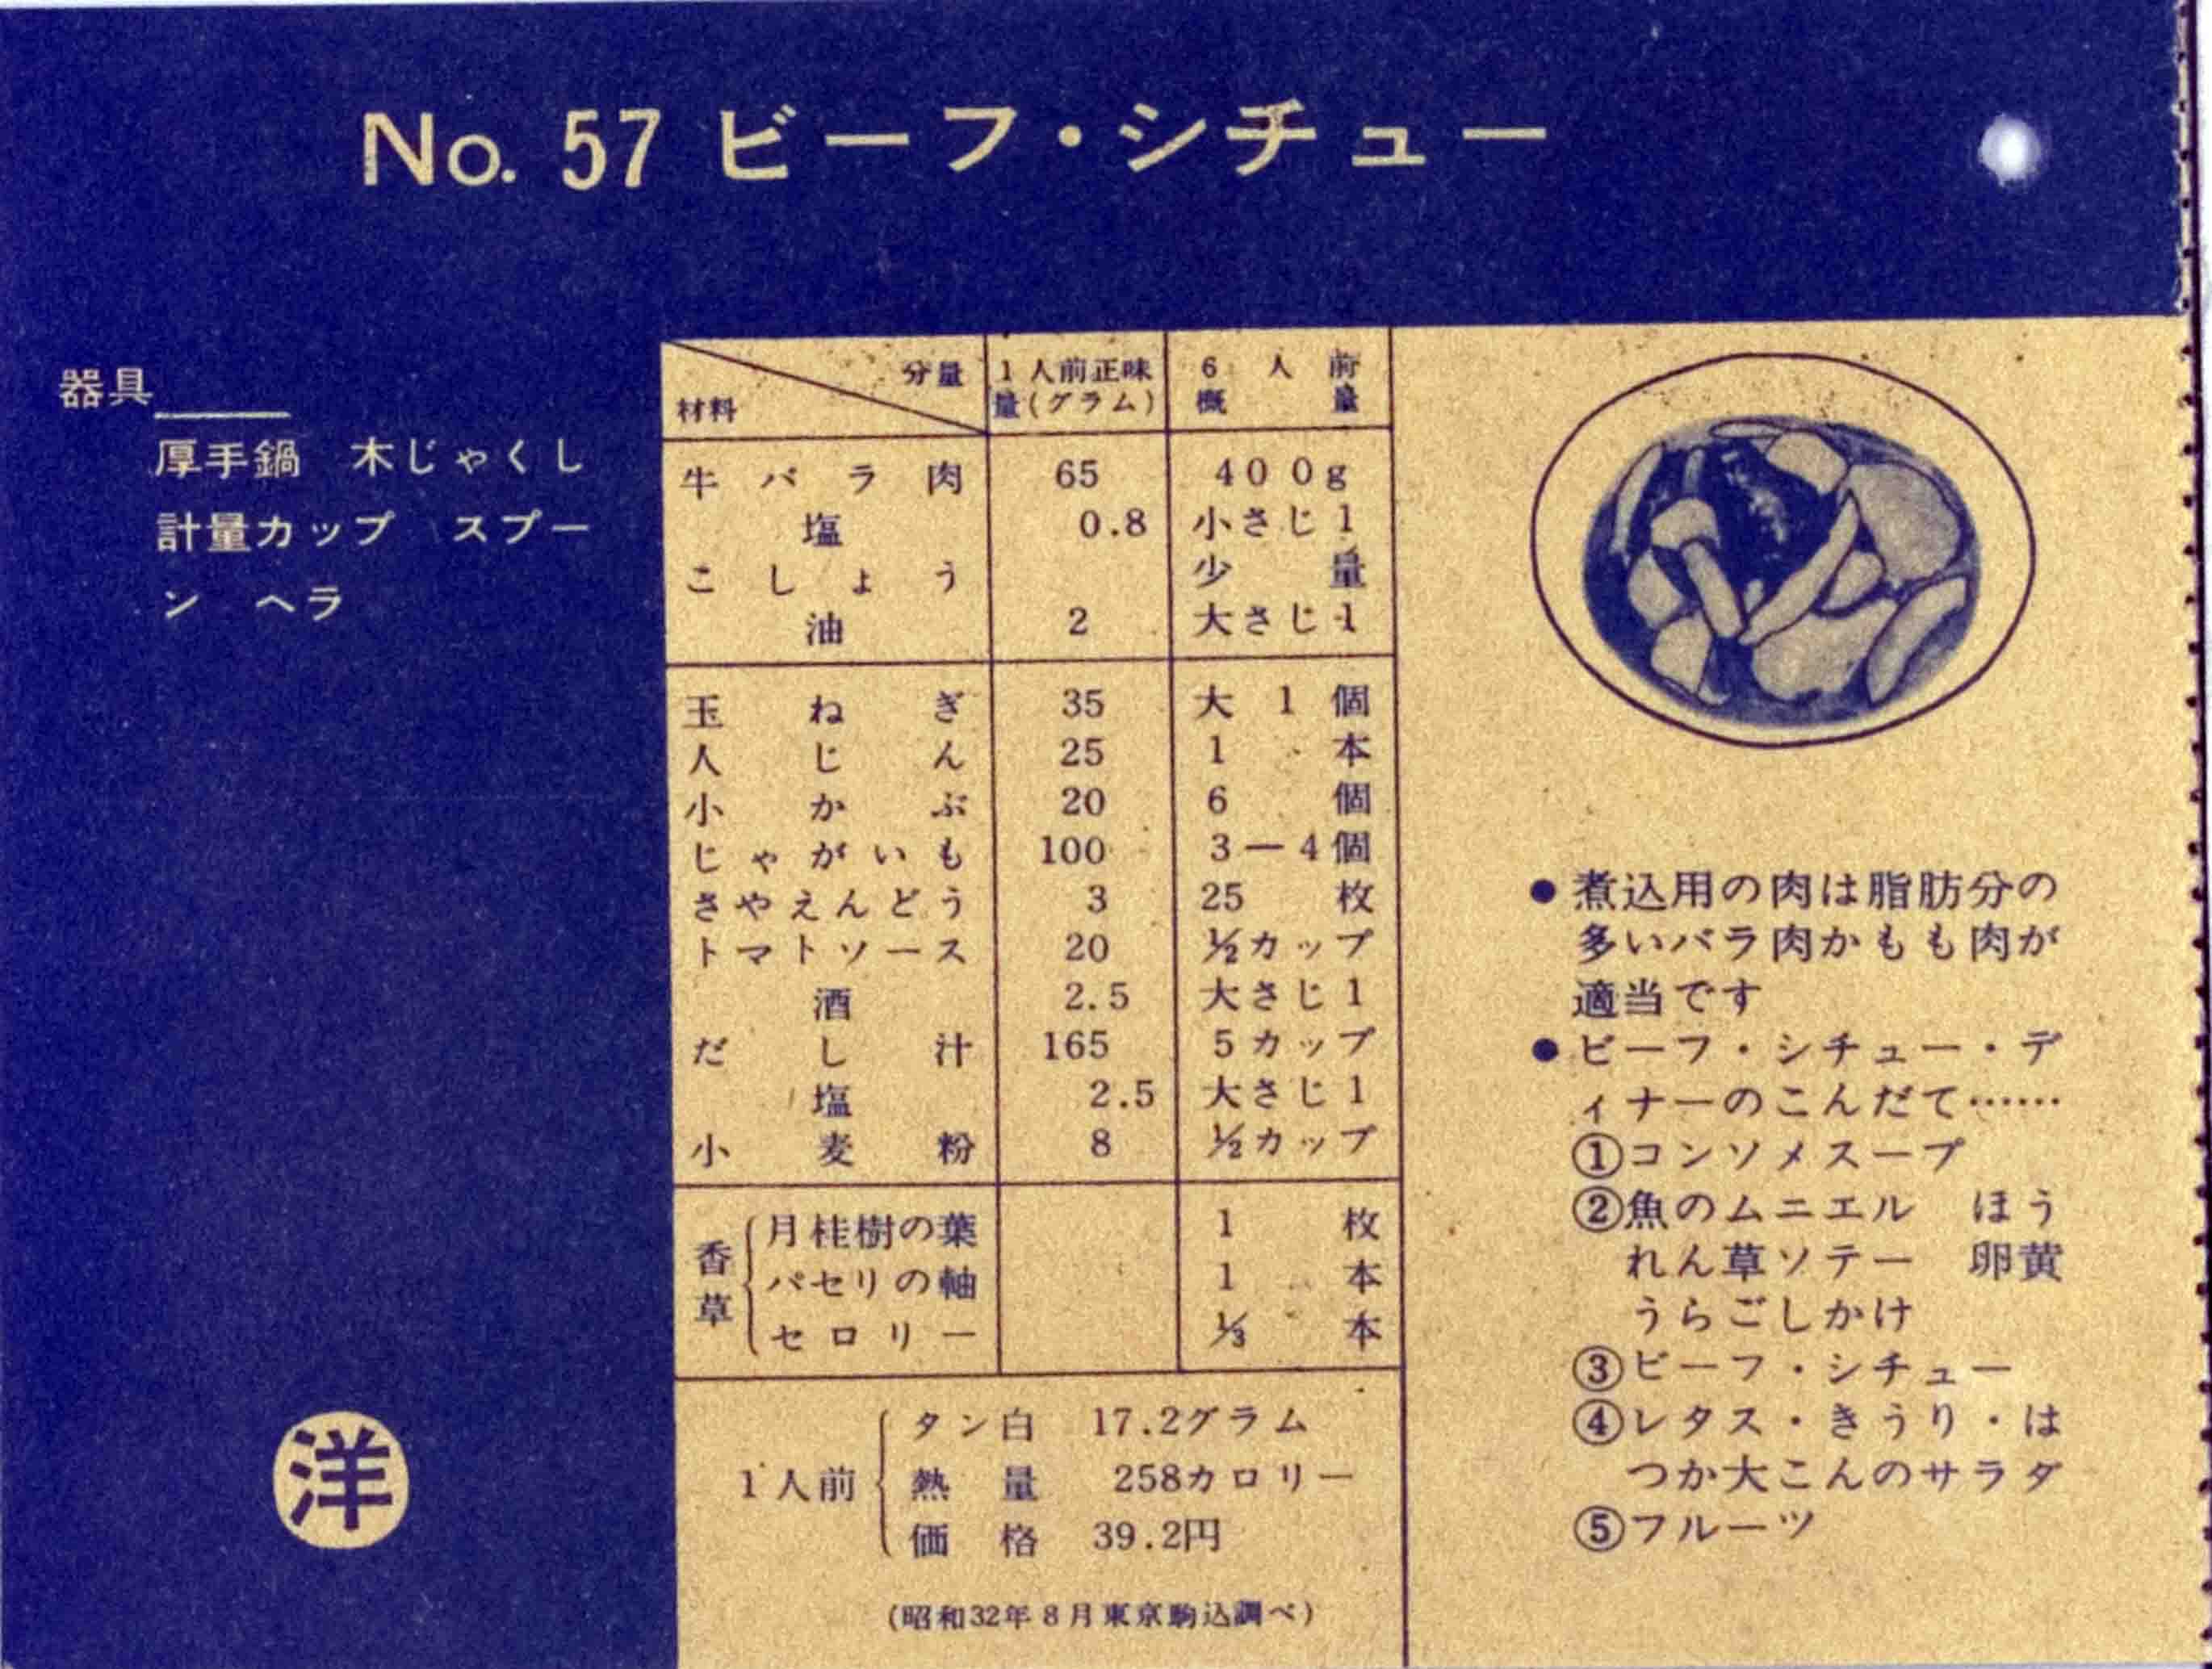 No. 57 ビーフ・シチュー
器具
厚手鍋　木じゃくし
計量カップ　スプー
ン　ヘラ
洋
分量 1人前正味量(グラム) 6人前概量
材料
牛バラ肉 65 400g
塩 0.8 小さじ1
こしょう 少量
油 2 大さじ1
玉ねぎ 35 大1個
人じん 25 1本
小かぶ 20 6個
じゃがいも 100 3―4個
さやえんどう 3 25枚
トマトソース 20 ½カップ
酒 2.5 大さじ1
だし汁 165 5カップ
塩 2.5 大さじ1
小麦粉 8 ½カップ
香草 月桂樹の葉 1枚
パセリの軸 1本
セロリー ⅓本
1人前 タン白 17.2グラム
熱量 258カロリー
価格 39.2円
(昭和32年8月東京駒込調べ)
●煮込用の肉は脂肪分の
多いバラ肉かもも肉が
適当です
●ビーフ・シチュー・デ
ィナーのこんだて……
①コンソメスープ
②魚のムニエル　ほう
れん草ソテー　卵黄
うらごしかけ
③ビーフ・シチュー
④レタス・きうり・は
つか大こんのサラダ
⑤フルーツ